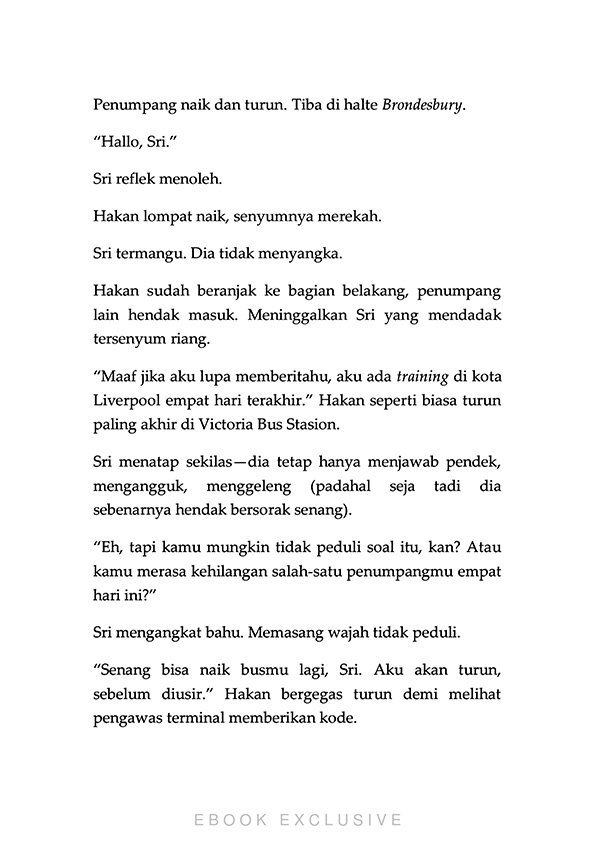 Penumpang naik dan turun. Tiba di halte Brondesbury.
“Hallo, Sri.”
Sri reflek menoleh.
Hakan lompat naik, senyumnya merekah.
Sri termangu. Dia tidak menyangka.
Hakan sudah beranjak ke bagian belakang, penumpang
lain hendak masuk. Meninggalkan Sri yang mendadak
tersenyum riang.
“Maaf jika aku lupa memberitahu, aku ada training di kota
Liverpool empat hari terakhir.” Hakan seperti biasa turun
paling akhir di Victoria Bus Stasion.
Sri menatap sekilas—dia tetap hanya menjawab pendek,
mengangguk, menggeleng (padahal seja tadi dia
sebenarnya hendak bersorak senang).
“Eh, tapi kamu mungkin tidak peduli soal itu, kan? Atau
kamu merasa kehilangan salah-satu penumpangmu empat
hari ini?”
Sri mengangkat bahu. Memasang wajah tidak peduli.
“Senang bisa naik busmu lagi, Sri. Aku akan turun,
sebelum diusir.” Hakan bergegas turun demi melihat
pengawas terminal memberikan kode.
EBOOK EXCLUSIVE